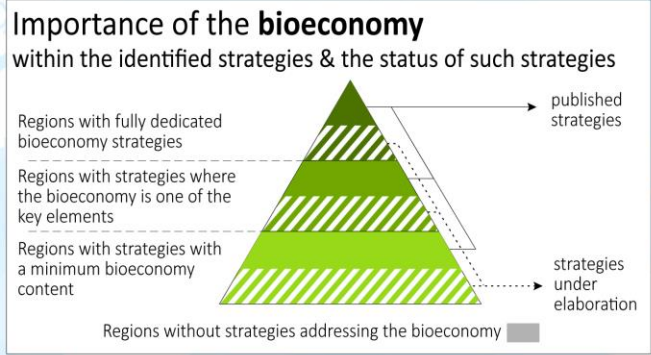 Importance of the bioeconomy
within the identified strategies & the status of such strategies
Regions with fully dedicated
bioeconomy strategies
Regions with strategies where
the bioeconomy is one of the
key elements
Regions with strategies with
a minimum bioeconomy
content
published
strategies
strategies
under
elaboration
Regions without strategies addressing the bioeconomy